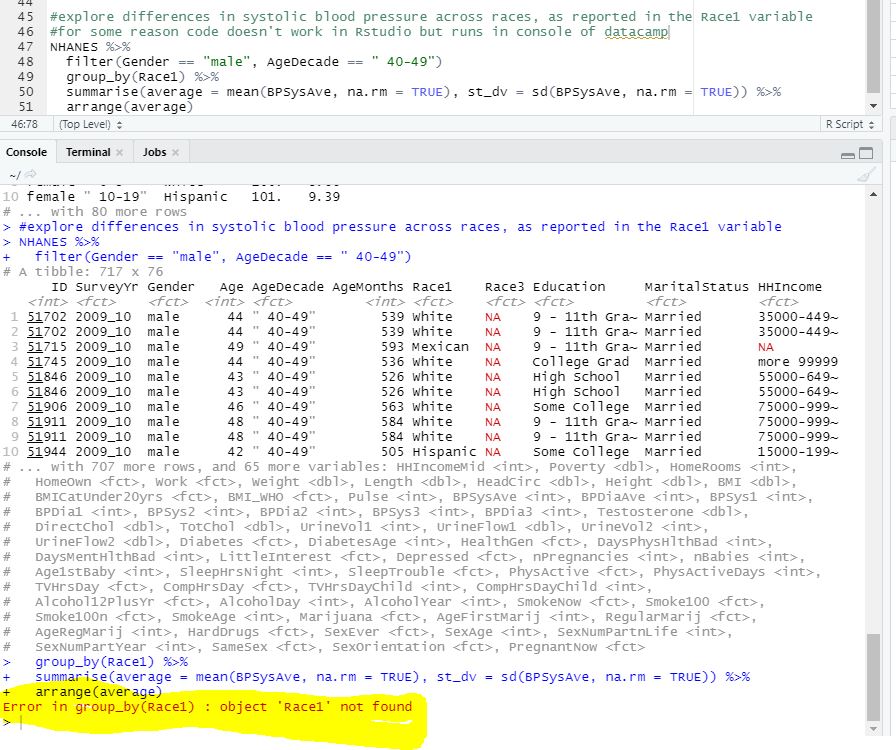 44
45 #explore differences in systolic blood pressure across races, as reported in the Race1 variable
46 #for some reason code doesn't work in Rstudio but runs in console of datacamp
47 NHANES %>%
48 filter(Gender == "male", AgeDecade == " 40-49")
49 group_by(Race1) %>%
50 summarise(average = mean(BPSysAve, na.rm = TRUE), st_dv = sd(BPSysAve, na.rm = TRUE)) %>%
51 arrange(average)
46:78 (Top Level) R Script
Console Terminal × Jobs ×
~/
10 female " 10-19" Hispanic 101. 9.39
# ... with 80 more rows
> #explore differences in systolic blood pressure across races, as reported in the Race1 variable
> NHANES %>%
+ filter(Gender == "male", AgeDecade == " 40-49")
# A tibble: 717 x 76
ID SurveyYr Gender Age AgeDecade AgeMonths Race1 Race3 Education MaritalStatus HHIncome
<int> <fct> <fct> <int> <fct> <int> <fct> <fct> <fct> <fct> <fct>
1 51702 2009_10 male 44 " 40-49" 539 White NA 9 - 11th Gra~ Married 35000-449~
2 51702 2009_10 male 44 " 40-49" 539 White NA 9 - 11th Gra~ Married 35000-449~
3 51715 2009_10 male 49 " 40-49" 593 Mexican NA 9 - 11th Gra~ Married NA
4 51745 2009_10 male 44 " 40-49" 536 White NA College Grad Married more 99999
5 51846 2009_10 male 43 " 40-49" 526 White NA High School Married 55000-649~
6 51846 2009_10 male 43 " 40-49" 526 White NA High School Married 55000-649~
7 51906 2009_10 male 46 " 40-49" 563 White NA Some College Married 75000-999~
8 51911 2009_10 male 48 " 40-49" 584 White NA 9 - 11th Gra~ Married 75000-999~
9 51911 2009_10 male 48 " 40-49" 584 White NA 9 - 11th Gra~ Married 75000-999~
10 51944 2009_10 male 42 " 40-49" 505 Hispanic NA Some College Married 15000-199~
# ... with 707 more rows, and 65 more variables: HHIncomeMid <int>, Poverty <dbl>, HomeRooms <int>,
# HomeOwn <fct>, Work <fct>, Weight <dbl>, Length <dbl>, HeadCirc <dbl>, Height <dbl>, BMI <dbl>,
# BMICatUnder20yrs <fct>, BMI_WHO <fct>, Pulse <int>, BPSysAve <int>, BPDiaAve <int>, BPSys1 <int>,
# BPDia1 <int>, BPSys2 <int>, BPDia2 <int>, BPSys3 <int>, BPDia3 <int>, Testosterone <dbl>,
# DirectChol <dbl>, TotChol <dbl>, UrineVol1 <int>, UrineFlow1 <dbl>, UrineVol2 <int>,
# UrineFlow2 <dbl>, Diabetes <fct>, DiabetesAge <int>, HealthGen <fct>, DaysPhysHlthBad <int>,
# DaysMentHlthBad <int>, LittleInterest <fct>, Depressed <fct>, nPregnancies <int>, nBabies <int>,
# Age1stBaby <int>, SleepHrsNight <int>, SleepTrouble <fct>, PhysActive <fct>, PhysActiveDays <int>,
# TVHrsDay <fct>, CompHrsDay <fct>, TVHrsDayChild <int>, CompHrsDayChild <int>,
# Alcohol12PlusYr <fct>, AlcoholDay <int>, AlcoholYear <int>, SmokeNow <fct>, Smoke100 <fct>,
# Smoke100n <fct>, SmokeAge <int>, Marijuana <fct>, AgeFirstMarij <int>, RegularMarij <fct>,
# AgeRegMarij <int>, HardDrugs <fct>, SexEver <fct>, SexAge <int>, SexNumPartnLife <int>,
# SexNumPartYear <int>, SameSex <fct>, SexOrientation <fct>, PregnantNow <fct>
> group_by(Race1) %>%
+ summarise(average = mean(BPSysAve, na.rm = TRUE), st_dv = sd(BPSysAve, na.rm = TRUE)) %>%
+ arrange(average)
Error in group_by(Race1) : object 'Race1' not found
>